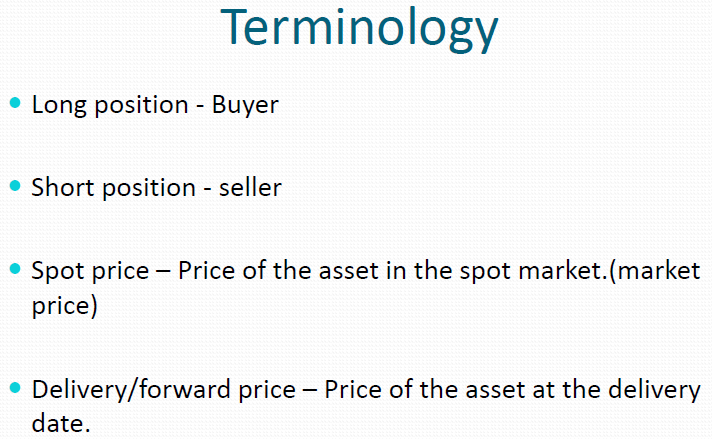 Terminology
• Long position - Buyer
• Short position - seller
• Spot price – Price of the asset in the spot market.(market
price)
• Delivery/forward price – Price of the asset at the delivery
date.